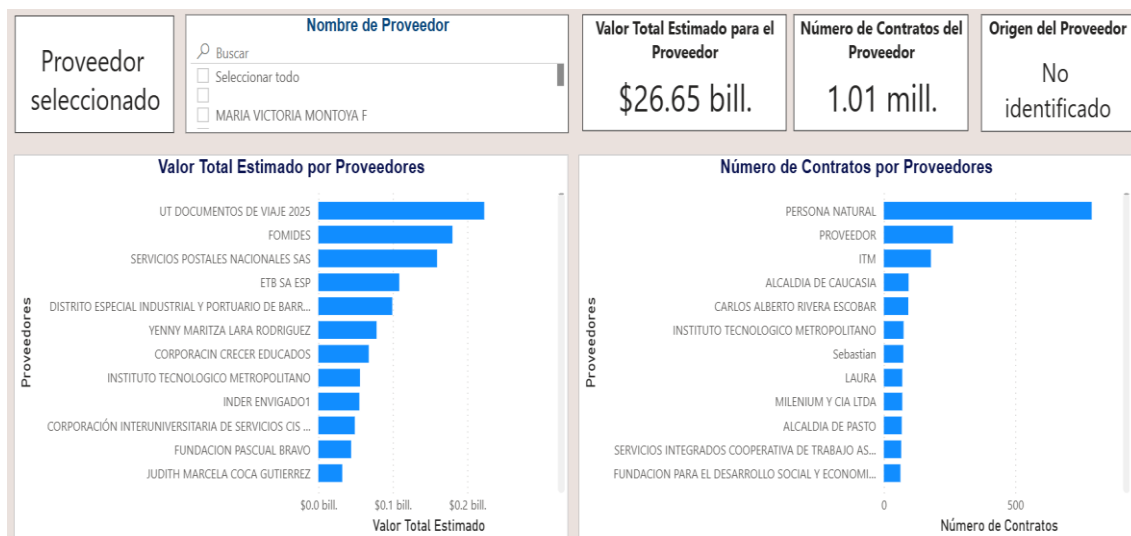 Proveedor
seleccionado
Nombre de Proveedor
Buscar
Seleccionar todo
MARIA VICTORIA MONTOYA F
Valor Total Estimado para el
Proveedor
$26.65 bill.
Número de Contratos del
Proveedor
1.01 mill.
Origen del Proveedor
No
identificado
Valor Total Estimado por Proveedores
Proveedores
UT DOCUMENTOS DE VIAJE 2025
FOMIDES
SERVICIOS POSTALES NACIONALES SAS
ETB SA ESP
DISTRITO ESPECIAL INDUSTRIAL Y PORTUARIO DE BARR...
YENNY MARITZA LARA RODRIGUEZ
CORPORACIN CRECER EDUCADOS
INSTITUTO TECNOLOGICO METROPOLITANO
INDER ENVIGADO1
CORPORACIÓN INTERUNIVERSITARIA DE SERVICIOS CIS ...
FUNDACION PASCUAL BRAVO
JUDITH MARCELA COCA GUTIERREZ
$0.0 bill. $0.1 bill. $0.2 bill.
Valor Total Estimado
Número de Contratos por Proveedores
Proveedores
PERSONA NATURAL
PROVEEDOR
ITM
ALCALDIA DE CAUCASIA
CARLOS ALBERTO RIVERA ESCOBAR
INSTITUTO TECNOLOGICO METROPOLITANO
Sebastian
LAURA
MILENIUM Y CIA LTDA
ALCALDIA DE PASTO
SERVICIOS INTEGRADOS COOPERATIVA DE TRABAJO AS...
FUNDACION PARA EL DESARROLLO SOCIAL Y ECONOMI...
0 500
Número de Contratos